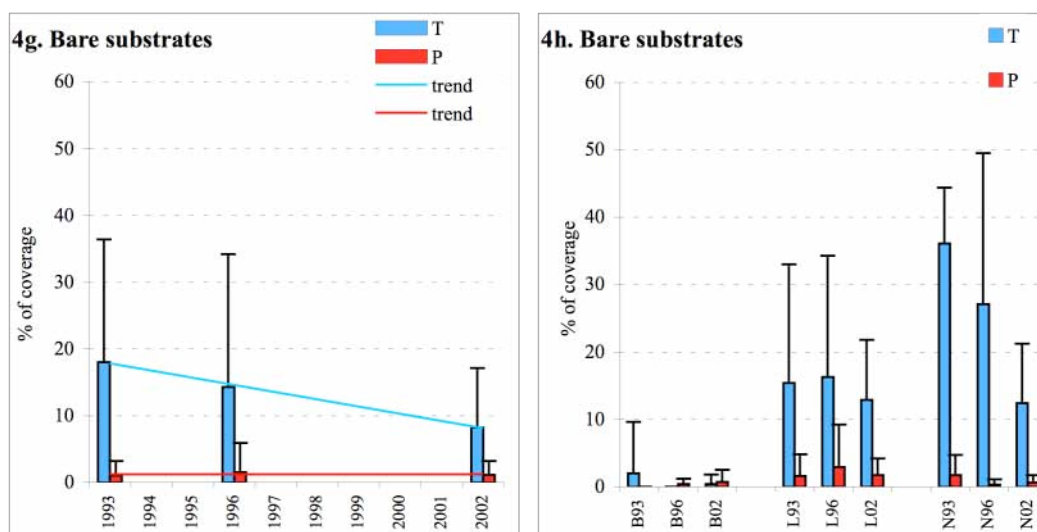 4g. Bare substrates
T
P
trend
trend
60
50
40
30
20
10
0
% of coverage
1993
1994
1995
1996
1997
1998
1999
2000
2001
2002
4h. Bare substrates
T
P
60
50
40
30
20
10
0
% of coverage
B93
B96
B02
L93
L96
L02
N93
N96
N02